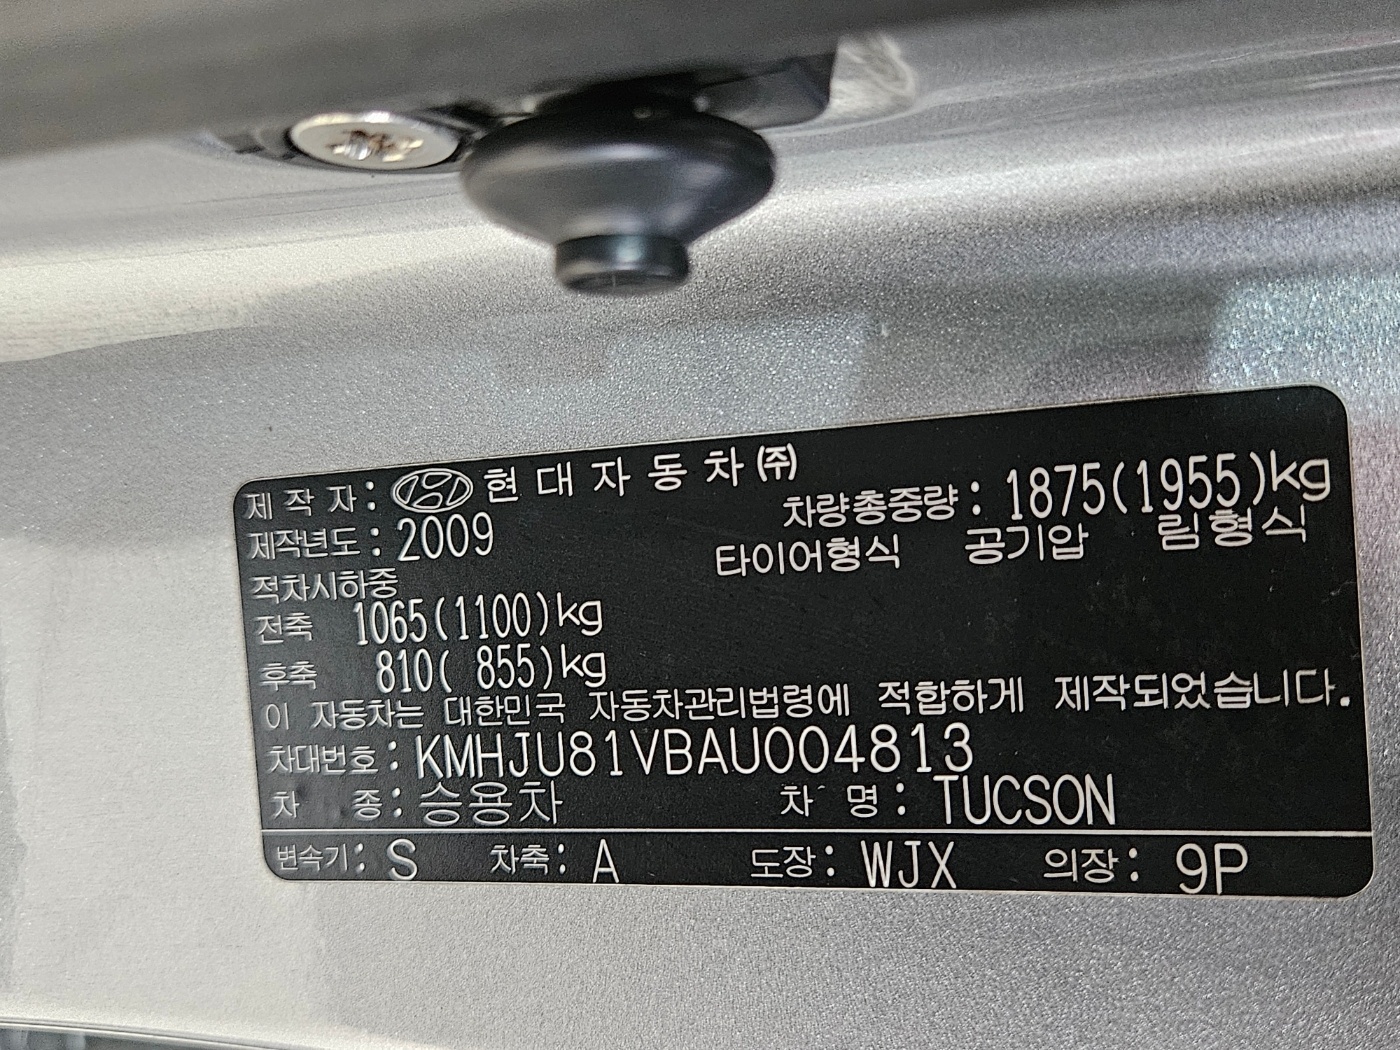 제 작 자 : 현 대 자 동 차 ㈜
차량총중량 : 1875(1955)kg
제작년도 : 2009
타이어형식 공기압 림형식
적차시하중
전축 1065(1100)kg
후축 810( 855)kg
이 자동차는 대한민국 자동차관리법령에 적합하게 제작되었습니다.
차대번호 : KMHJU81VBAU004813
차 종 : 승용차 차 명 : TUCSON
변속기 : S 차축 : A 도장 : WJX 의장 : 9P